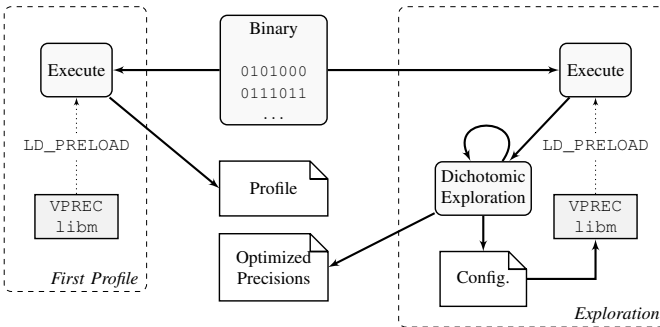 Binary
0101000
0111011
...
Execute
LD_PRELOAD
VPREC
libm
First Profile
Profile
Optimized
Precisions
Execute
LD_PRELOAD
Dichotomic
Exploration
VPREC
libm
Config.
Exploration